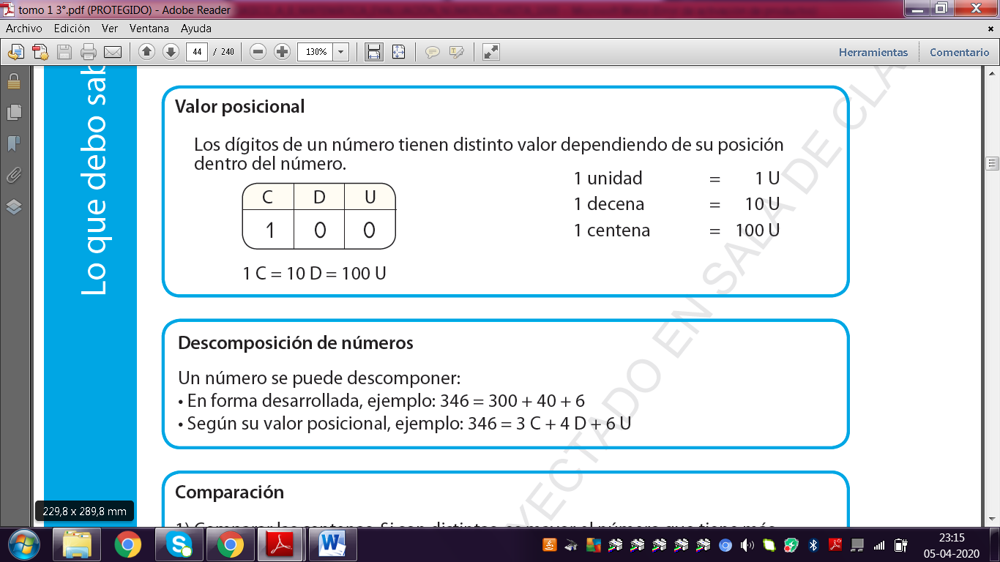 tomo 1 3°.pdf (PROTEGIDO) - Adobe Reader
Archivo Edición Ver Ventana Ayuda
44 / 240 130% Herramientas Comentario
Lo que debo sab
Valor posicional
Los dígitos de un número tienen distinto valor dependiendo de su posición
dentro del número.
C D U
1 0 0
1 C = 10 D = 100 U
1 unidad = 1 U
1 decena = 10 U
1 centena = 100 U
Descomposición de números
Un número se puede descomponer:
• En forma desarrollada, ejemplo: 346 = 300 + 40 + 6
• Según su valor posicional, ejemplo: 346 = 3 C + 4 D + 6 U
Comparación
YECTADO EN SALA DE CLA
229,8 x 289,8 mm
23:15
05-04-2020